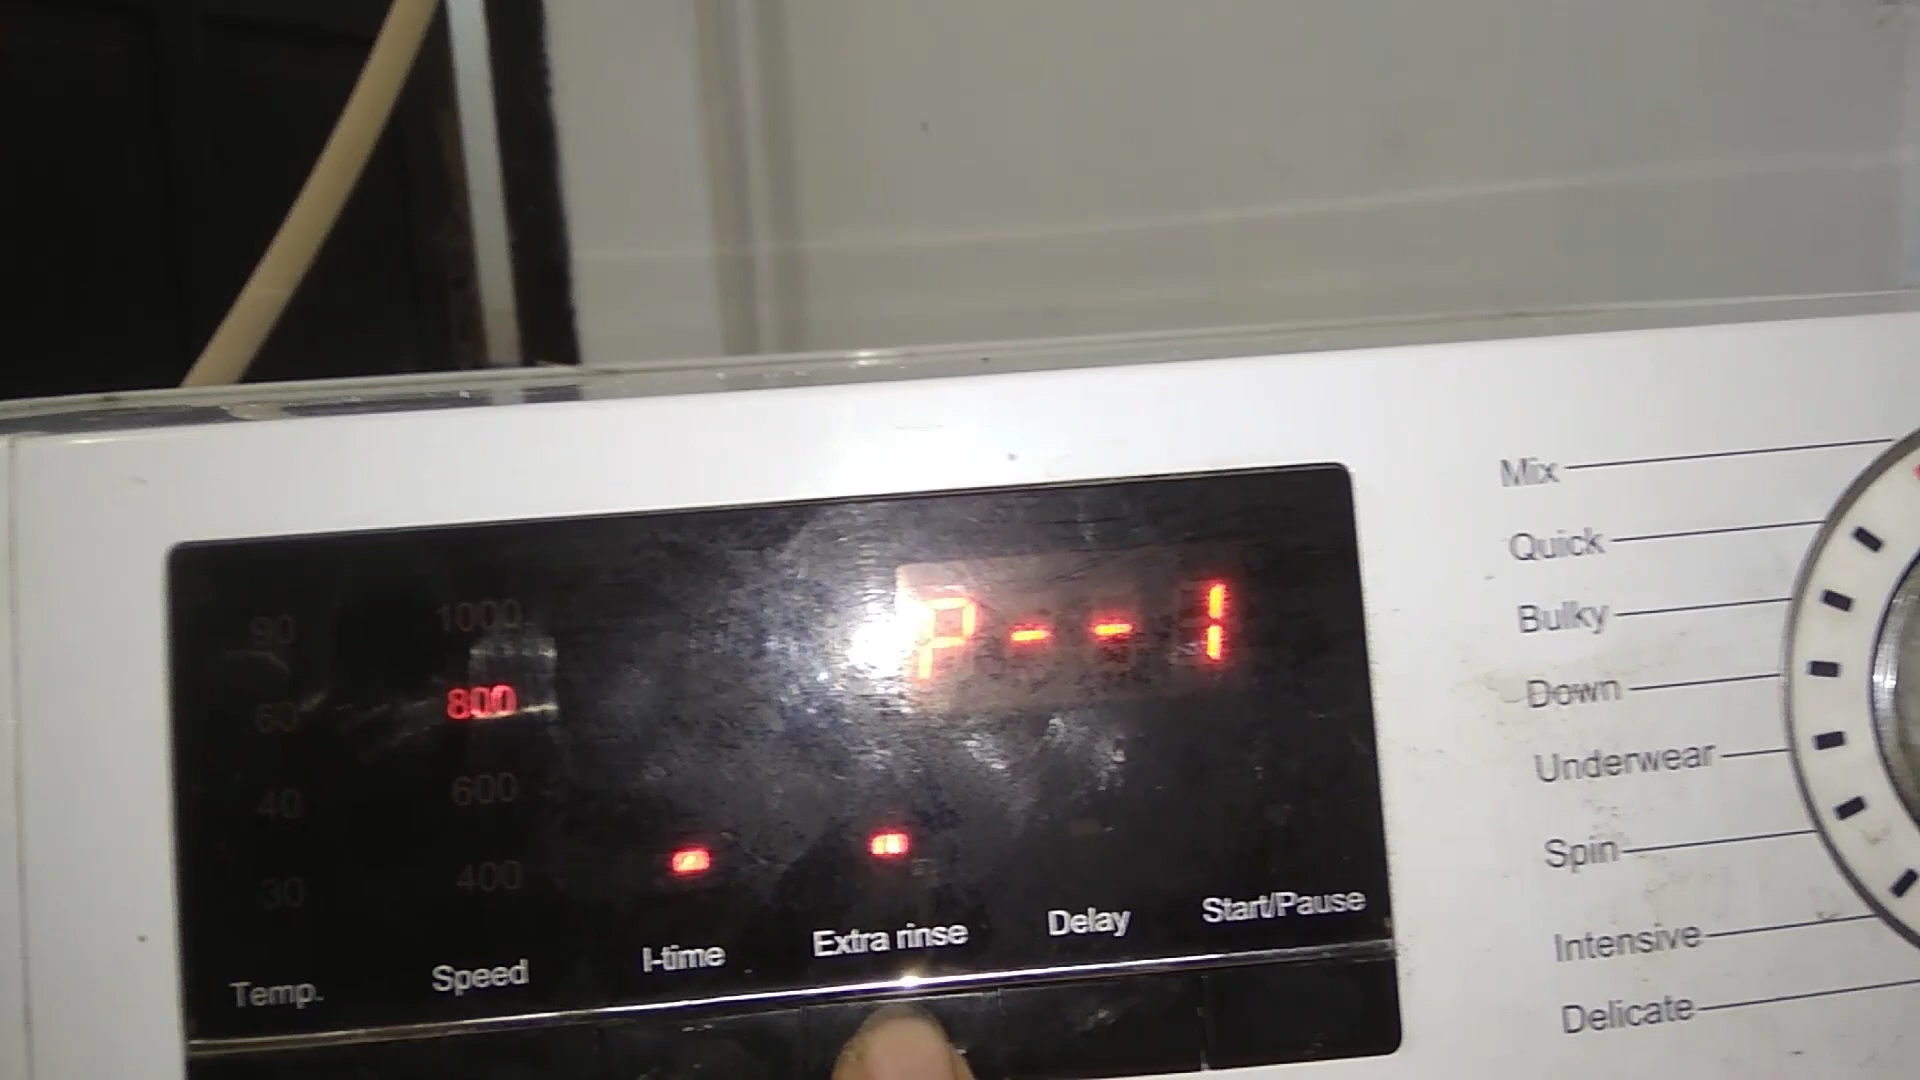 P--1
90
1000
60
800
40
600
30
400
Temp.
Speed
I-time
Extra rinse
Delay
Start/Pause
Mix
Quick
Bulky
Down
Underwear
Spin
Intensive
Delicate